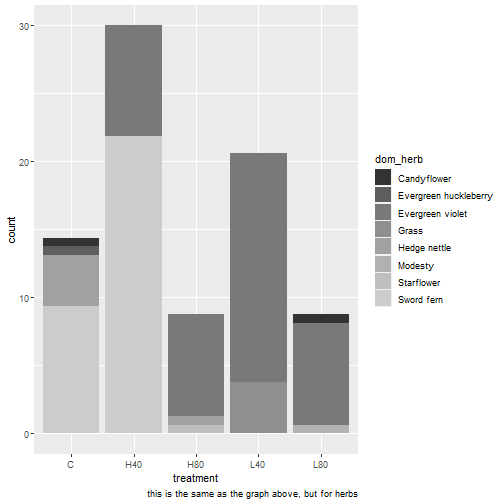 30
20
10
0
count
C H40 H80 L40 L80
treatment
this is the same as the graph above, but for herbs
dom_herb
Candyflower
Evergreen huckleberry
Evergreen violet
Grass
Hedge nettle
Modesty
Starflower
Sword fern